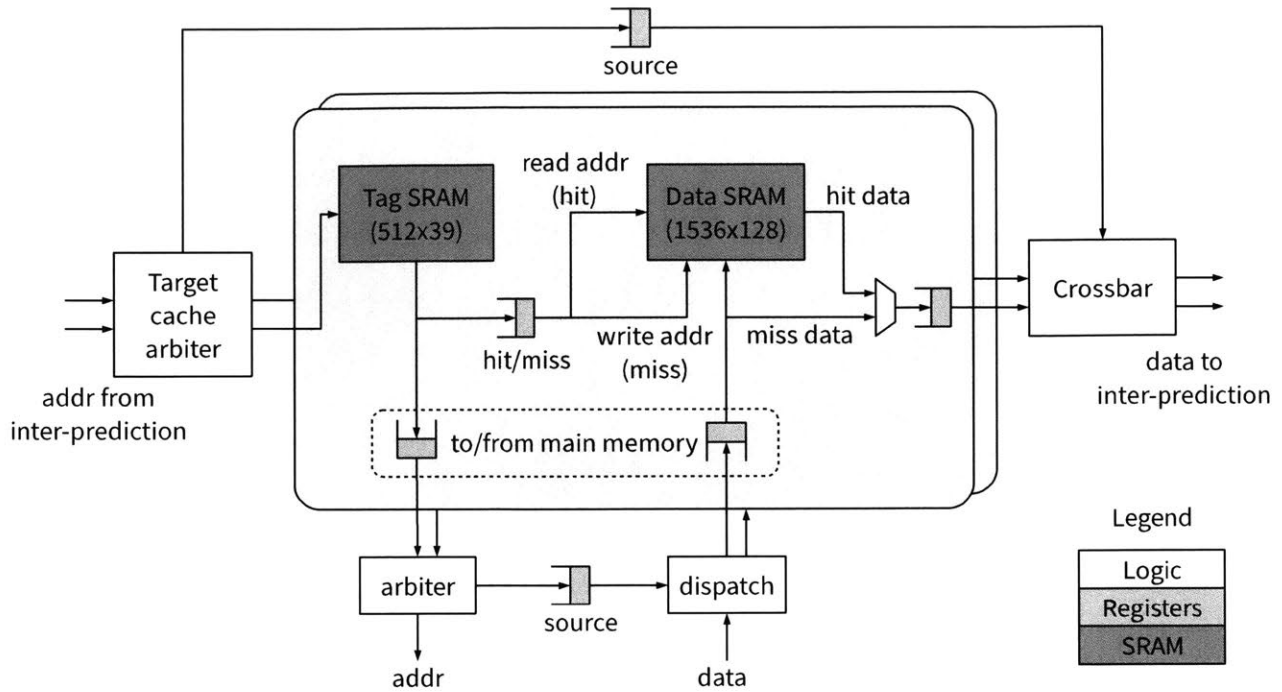 source
Tag SRAM
(512x39)
read addr
(hit)
Data SRAM
(1536x128)
hit data
Target
cache
arbiter
Crossbar
hit/miss
write addr
(miss)
miss data
addr from
inter-prediction
data to
inter-prediction
to/from main memory
arbiter
source
dispatch
addr
data
Legend
Logic
Registers
SRAM